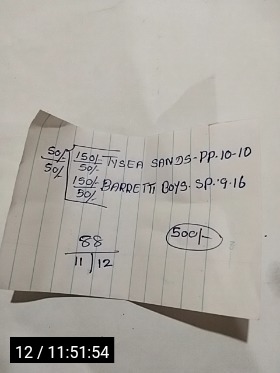 50/- 150/- TYSEA SANDS-PP-10-10
50/- 50/-
150/- BARRETT BOYS. SP. 9.16
50/-
88
11 | 12
500/-
12 / 11:51:54